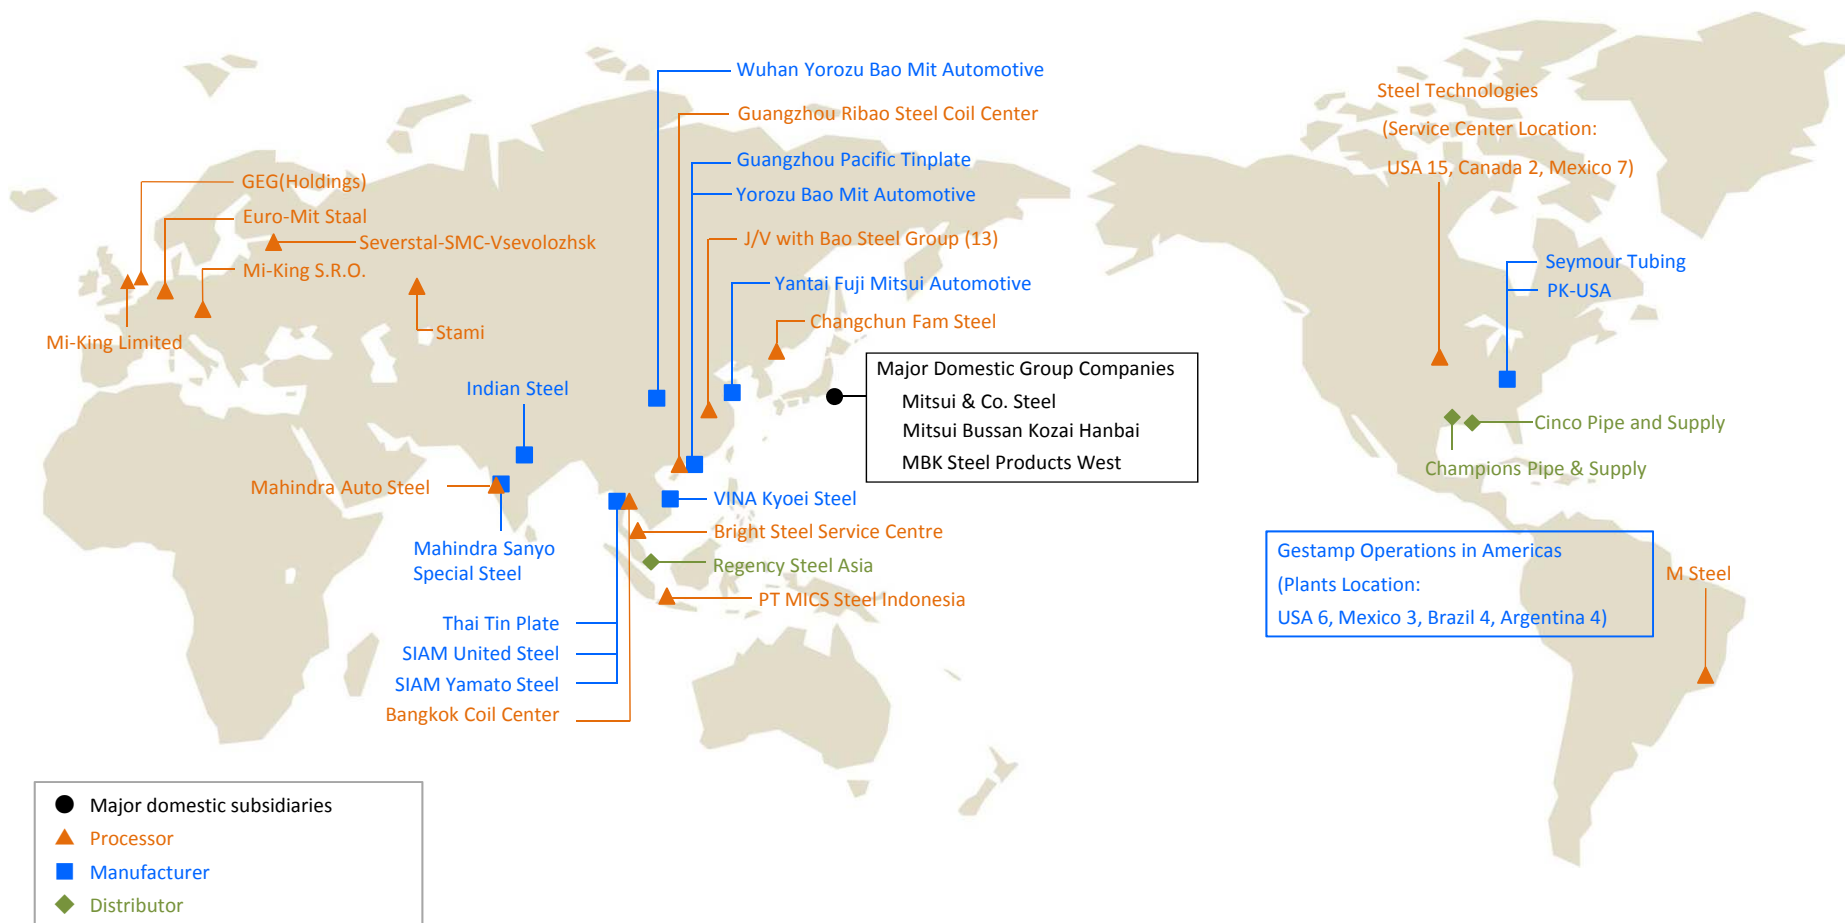 Wuhan Yorozu Bao Mit Automotive
Guangzhou Ribao Steel Coil Center
Guangzhou Pacific Tinplate
Yorozu Bao Mit Automotive
J/V with Bao Steel Group (13)
Yantai Fuji Mitsui Automotive
Changchun Fam Steel
GEG(Holdings)
Euro-Mit Staal
Severstal-SMC-Vsevolozhsk
Mi-King S.R.O.
Stami
Mi-King Limited
Indian Steel
Mahindra Auto Steel
Mahindra Sanyo
Special Steel
Thai Tin Plate
SIAM United Steel
SIAM Yamato Steel
Bangkok Coil Center
VINA Kyoei Steel
Bright Steel Service Centre
Regency Steel Asia
PT MICS Steel Indonesia
Major Domestic Group Companies
Mitsui & Co. Steel
Mitsui Bussan Kozai Hanbai
MBK Steel Products West
Steel Technologies
(Service Center Location:
USA 15, Canada 2, Mexico 7)
Seymour Tubing
PK-USA
Cinco Pipe and Supply
Champions Pipe & Supply
Gestamp Operations in Americas
(Plants Location:
USA 6, Mexico 3, Brazil 4, Argentina 4)
M Steel
Major domestic subsidiaries
Processor
Manufacturer
Distributor